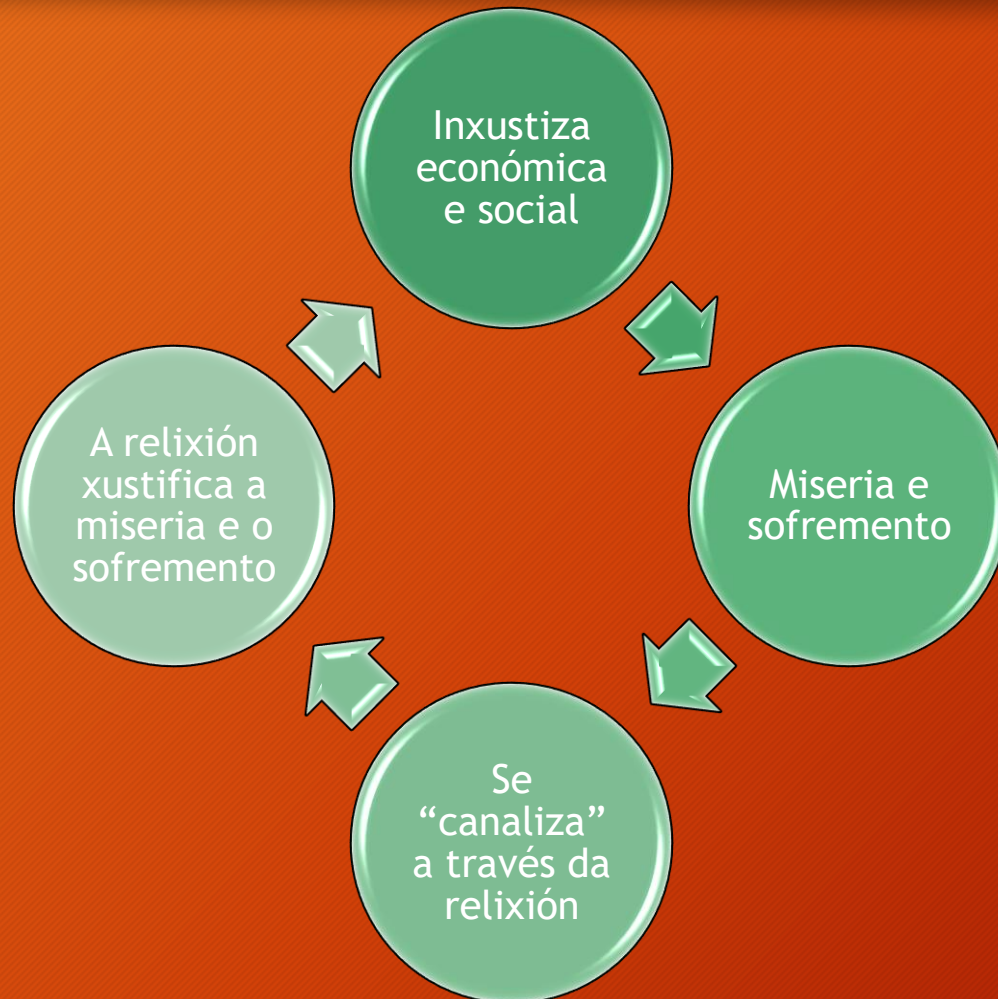 Inxustiza
económica
e social
Miseria e
sofremento
Se
“canaliza”
a través da
relixión
A relixión
xustifica a
miseria e o
sofremento